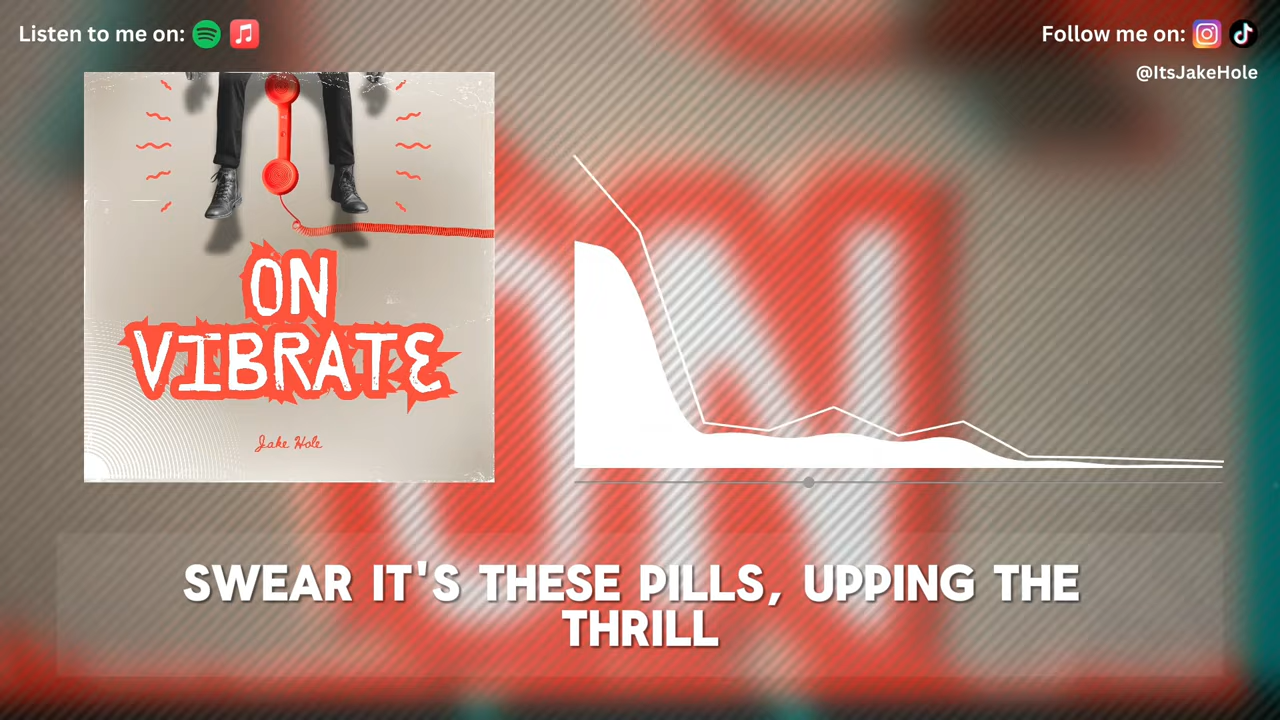 Listen to me on:
Follow me on:
@ItsJakeHole
ON
VIBRATE
Jake Hole
SWEAR IT'S THESE PILLS, UPPING THE
THRILL